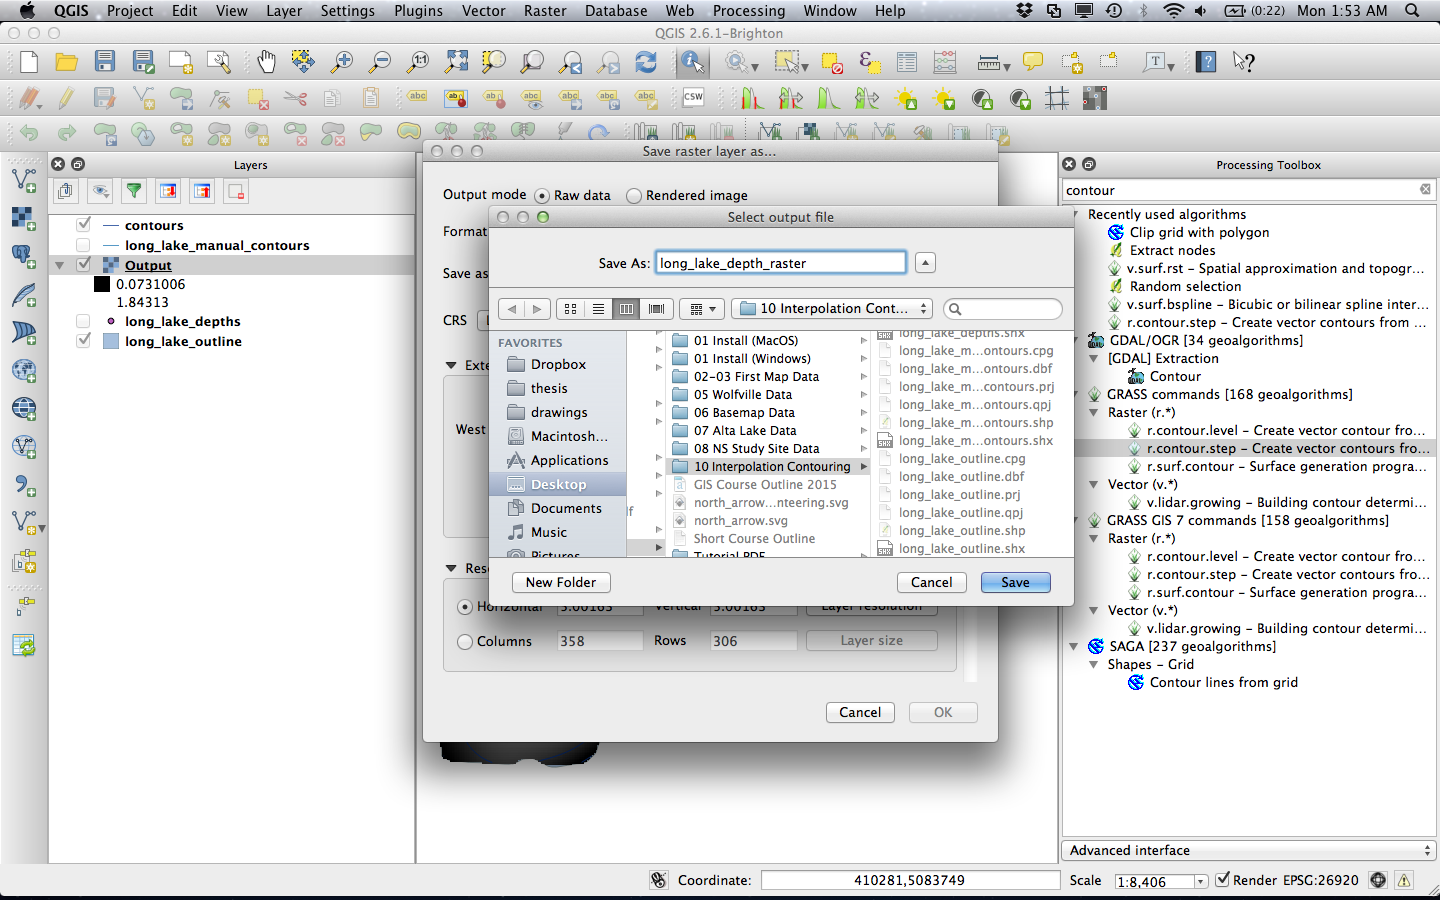 QGIS Project Edit View Layer Settings Plugins Vector Raster Database Web Processing Window Help (0:22) Mon 1:53 AM
QGIS 2.6.1-Brighton
CSW
Layers
contours
long_lake_manual_contours
Output
0.0731006
1.84313
long_lake_depths
long_lake_outline
Save raster layer as...
Output mode Raw data Rendered image
Format
Save as
CRS
Exte
West
Reso
Horizontal Vertical Layer resolution
Columns 358 Rows 306 Layer size
Cancel OK
Select output file
Save As: long_lake_depth_raster
10 Interpolation Cont...
FAVORITES
Dropbox
thesis
drawings
Macintosh...
Applications
Desktop
Documents
Music
Pictures
01 Install (MacOS)
01 Install (Windows)
02-03 First Map Data
05 Wolfville Data
06 Basemap Data
07 Alta Lake Data
08 NS Study Site Data
10 Interpolation Contouring
GIS Course Outline 2015
north_arrow...nteering.svg
north_arrow.svg
Short Course Outline
Tutorial PDF
long_lake_depths.shx
long_lake_m...ontours.cpg
long_lake_m...ontours.dbf
long_lake_m...contours.prj
long_lake_m...ontours.qpj
long_lake_m...ontours.shp
long_lake_m...ontours.shx
long_lake_outline.cpg
long_lake_outline.dbf
long_lake_outline.prj
long_lake_outline.qpj
long_lake_outline.shp
long_lake_outline.shx
New Folder Cancel Save
Processing Toolbox
contour
Recently used algorithms
Clip grid with polygon
Extract nodes
v.surf.rst - Spatial approximation and topogr...
Random selection
v.surf.bspline - Bicubic or bilinear spline inter...
r.contour.step - Create vector contours from ...
GDAL/OGR [34 geoalgorithms]
[GDAL] Extraction
Contour
GRASS commands [168 geoalgorithms]
Raster (r.*)
r.contour.level - Create vector contour fro...
r.contour.step - Create vector contours fro...
r.surf.contour - Surface generation progra...
Vector (v.*)
v.lidar.growing - Building contour determi...
GRASS GIS 7 commands [158 geoalgorithms]
Raster (r.*)
r.contour.level - Create vector contour fro...
r.contour.step - Create vector contours fro...
r.surf.contour - Surface generation progra...
Vector (v.*)
v.lidar.growing - Building contour determi...
SAGA [237 geoalgorithms]
Shapes - Grid
Contour lines from grid
Advanced interface
Coordinate: 410281,5083749 Scale 1:8,406 Render EPSG:26920